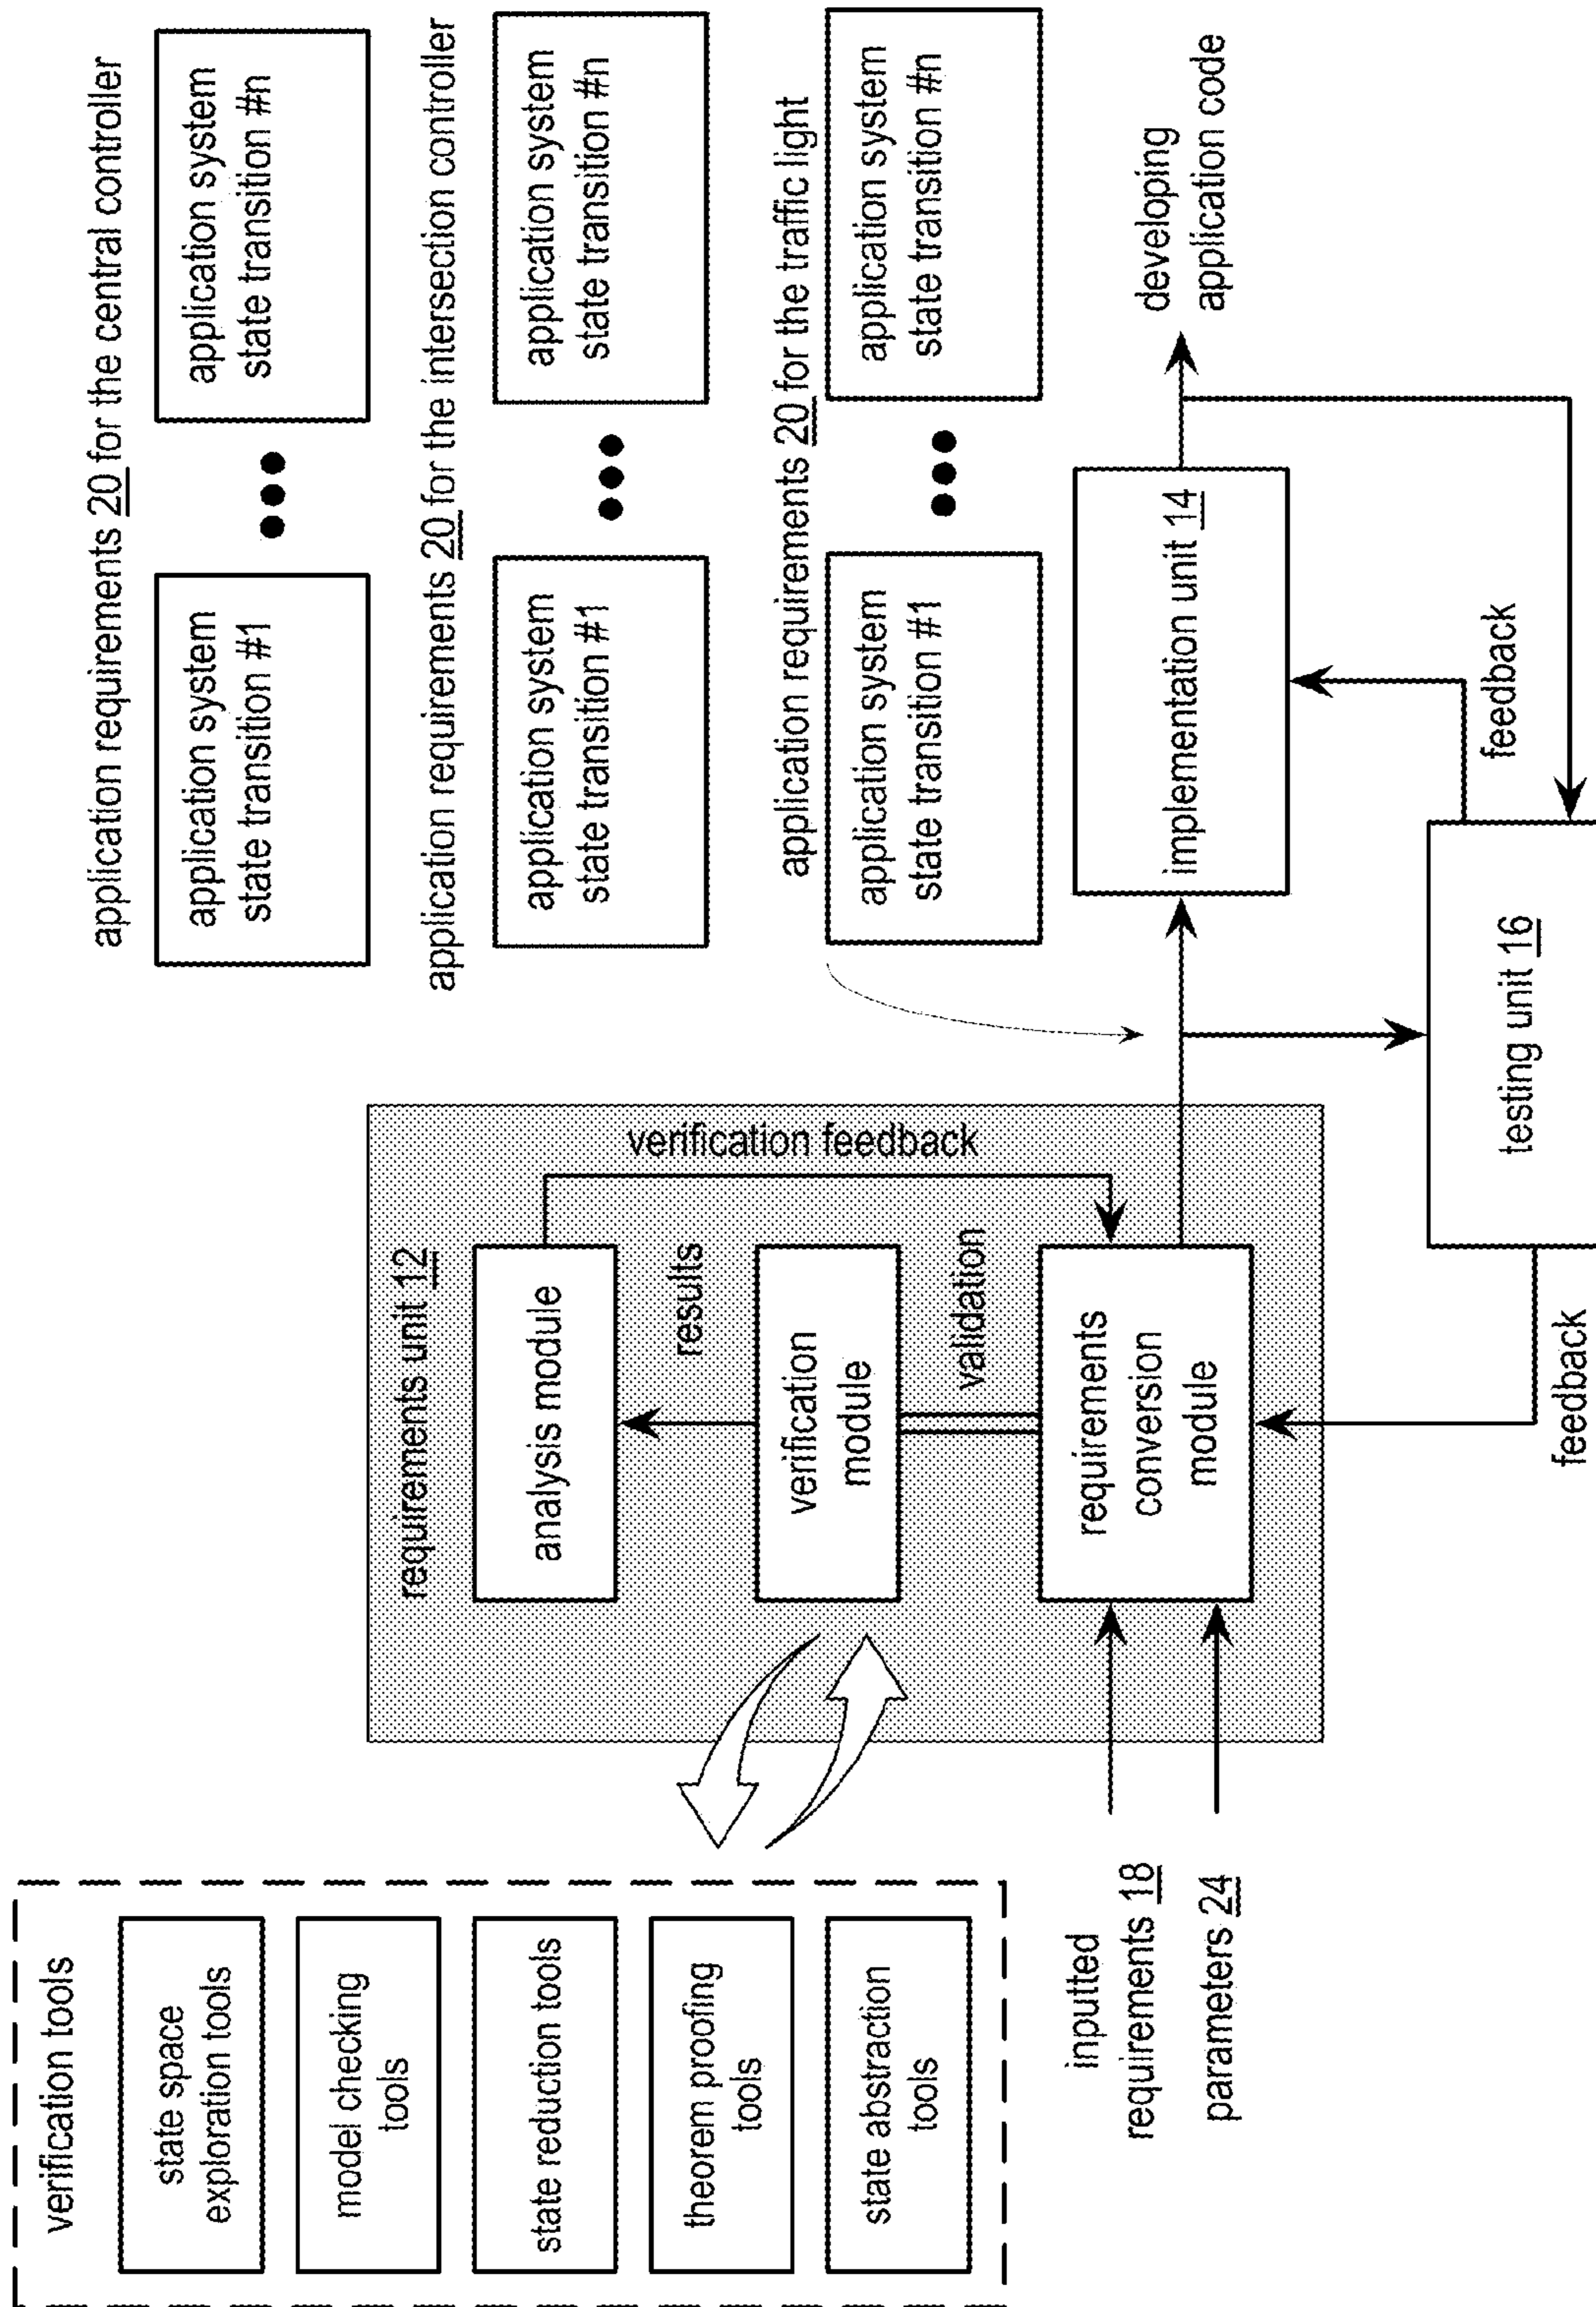 verification tools
state space
exploration tools
model checking
tools
state reduction tools
theorem proofing
tools
state abstraction
tools
inputted
requirements 18
parameters 24
requirements unit 12
analysis module
results
verification
module
validation
requirements
conversion
module
verification feedback
feedback
application requirements 20 for the central controller
application system
state transition #1
application system
state transition #n
application requirements 20 for the intersection controller
application system
state transition #1
application system
state transition #n
application requirements 20 for the traffic light
application system
state transition #1
application system
state transition #n
implementation unit 14
developing
application code
feedback
testing unit 16